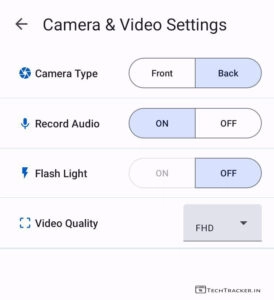 Camera & Video Settings
Camera Type Front Back
Record Audio ON OFF
Flash Light ON OFF
Video Quality FHD
TECHTRACKER.IN